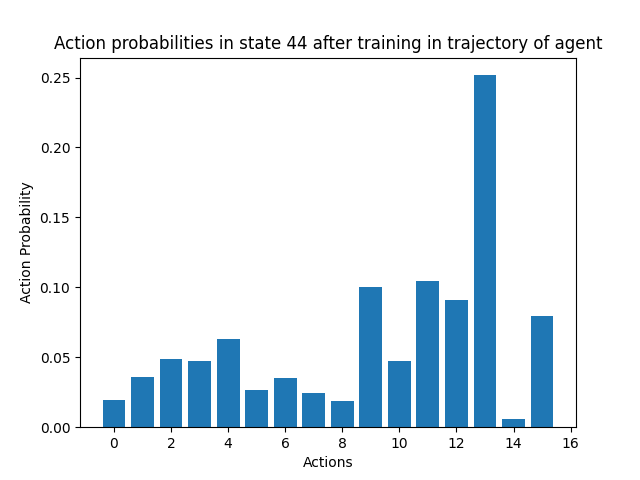 Action probabilities in state 44 after training in trajectory of agent
0.25
0.20
0.15
0.10
0.05
0.00
Action Probability
0 2 4 6 8 10 12 14 16
Actions